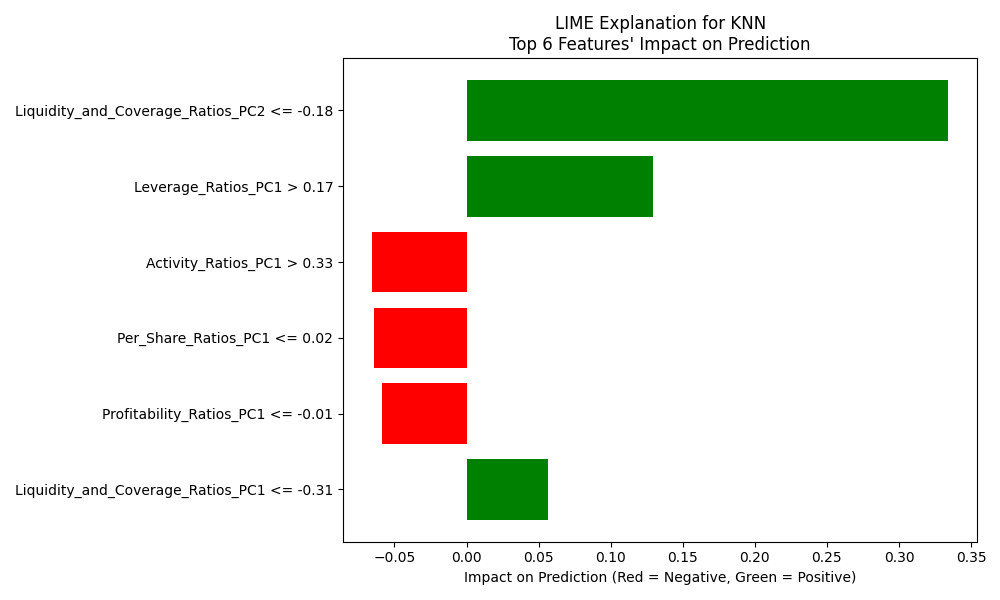 LIME Explanation for KNN
Top 6 Features' Impact on Prediction
Liquidity_and_Coverage_Ratios_PC2 <= -0.18
Leverage_Ratios_PC1 > 0.17
Activity_Ratios_PC1 > 0.33
Per_Share_Ratios_PC1 <= 0.02
Profitability_Ratios_PC1 <= -0.01
Liquidity_and_Coverage_Ratios_PC1 <= -0.31
−0.05 0.00 0.05 0.10 0.15 0.20 0.25 0.30 0.35
Impact on Prediction (Red = Negative, Green = Positive)